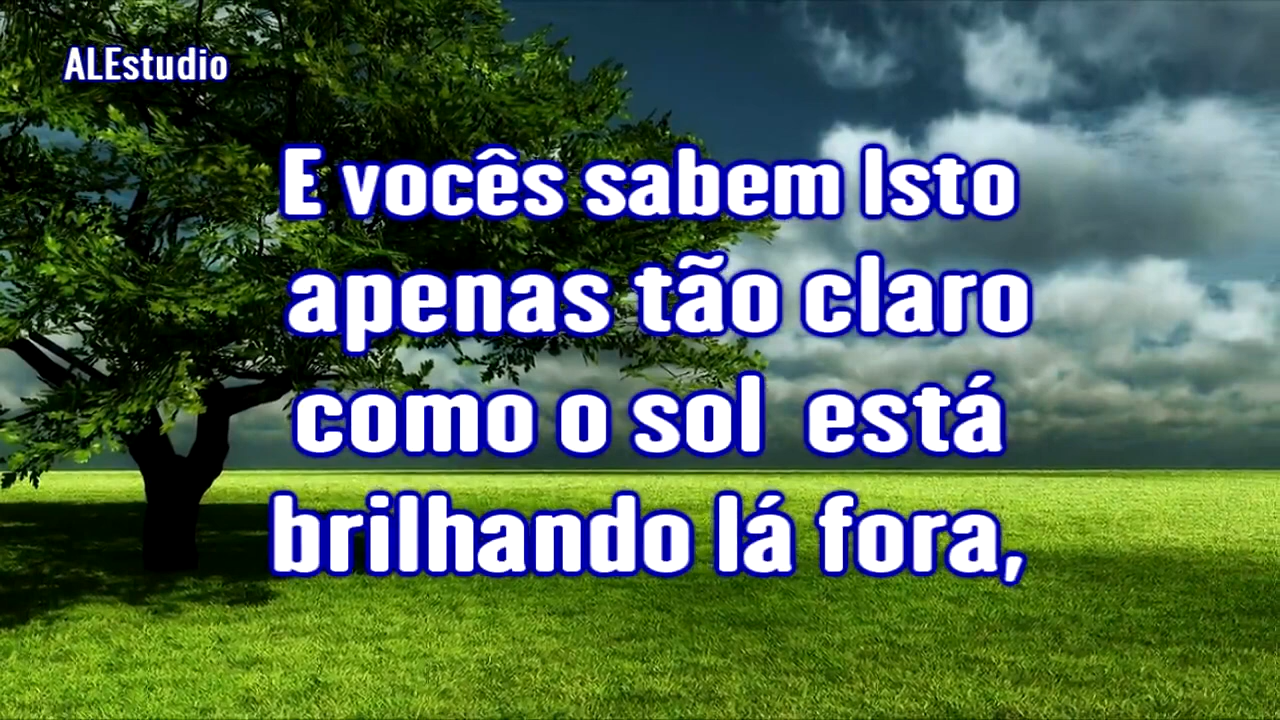 ALEstudio
E vocês sabem Isto
apenas tão claro
como o sol está
brilhando lá fora,